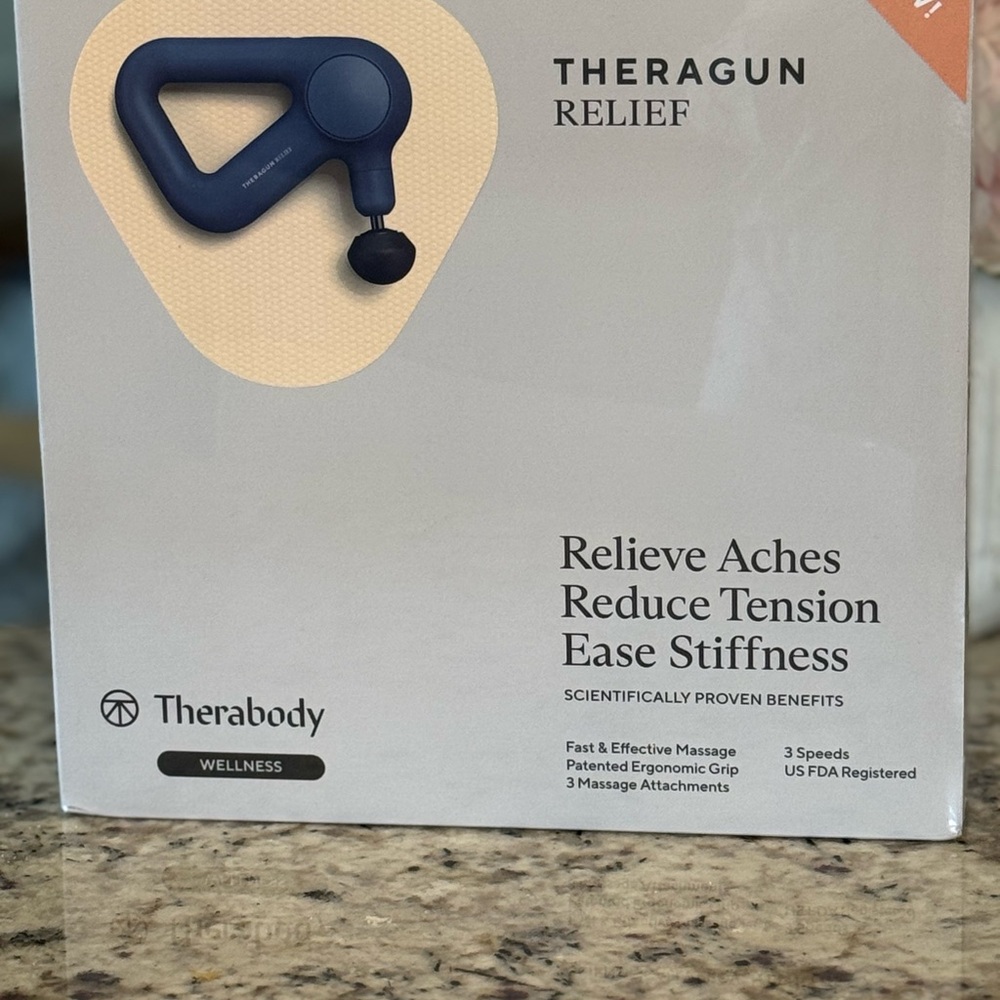 THERAGUN
RELIEF
THERAGUN RELIEF
Relieve Aches
Reduce Tension
Ease Stiffness
SCIENTIFICALLY PROVEN BENEFITS
Fast & Effective Massage
Patented Ergonomic Grip
3 Massage Attachments
3 Speeds
US FDA Registered
Therabody
WELLNESS